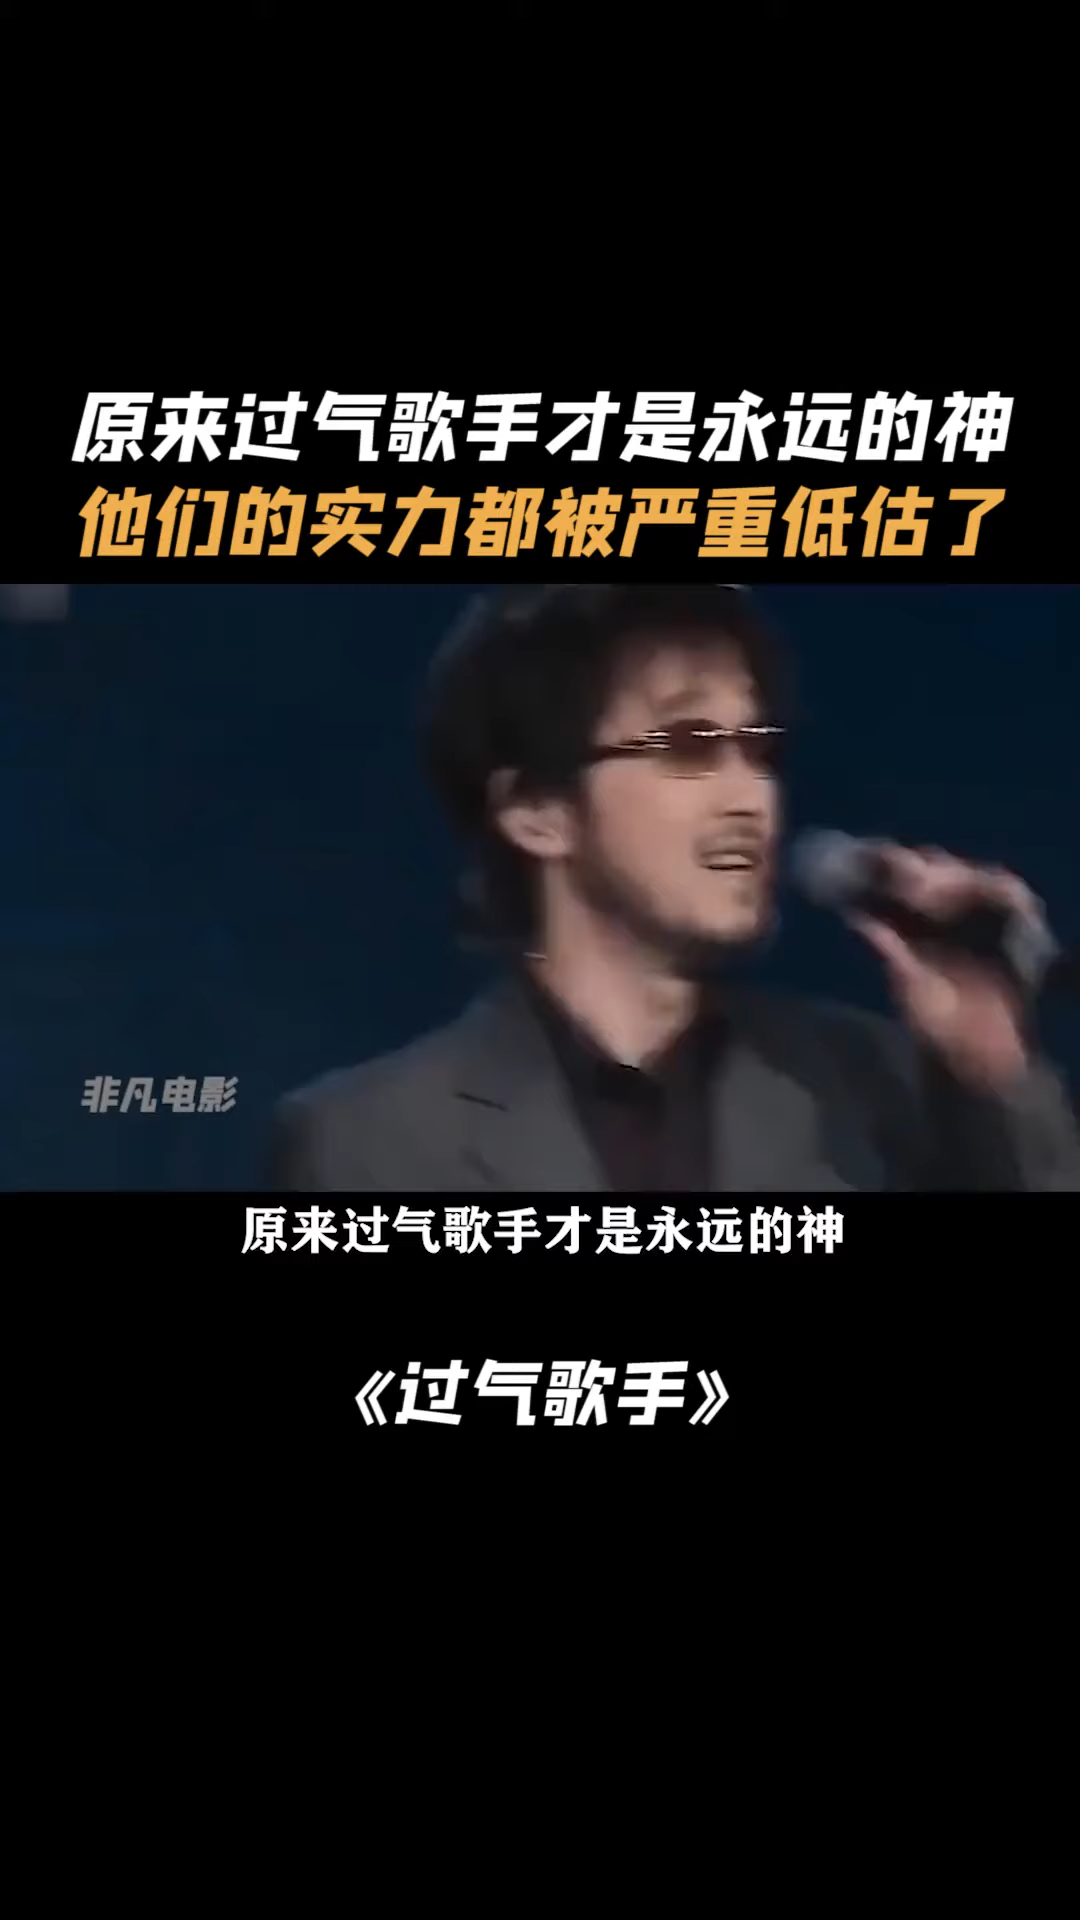 原来过气歌手才是永远的神
他们的实力都被严重低估了
非凡电影
原来过气歌手才是永远的神
《过气歌手》